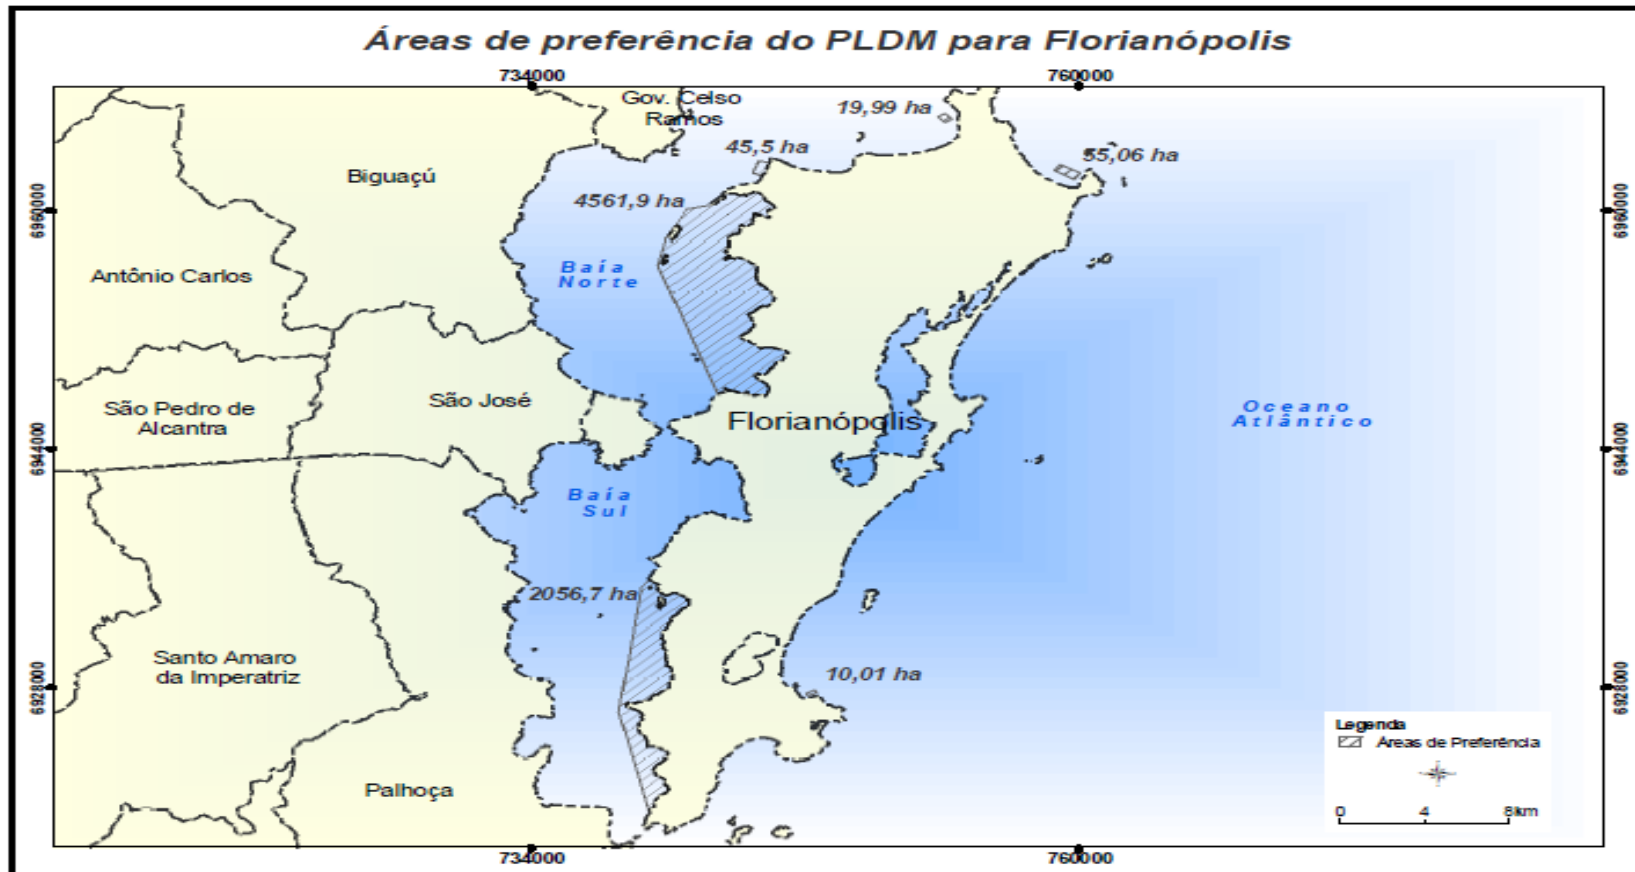 Áreas de preferência do PLDM para Florianópolis
734000
760000
Gov. Celso
Ramos
19,99 ha
45,5 ha
55,06 ha
Biguaçú
4561,9 ha
6960000
6960000
Baía
Norte
Antônio Carlos
São José
São Pedro de
Alcantra
Florianópolis
Oceano
Atlântico
6944000
6944000
Baía
Sul
2056,7 ha
Santo Amaro
da Imperatriz
10,01 ha
6928000
6928000
Legenda
Áreas de Preferência
Palhoça
0 4 8km
734000
760000